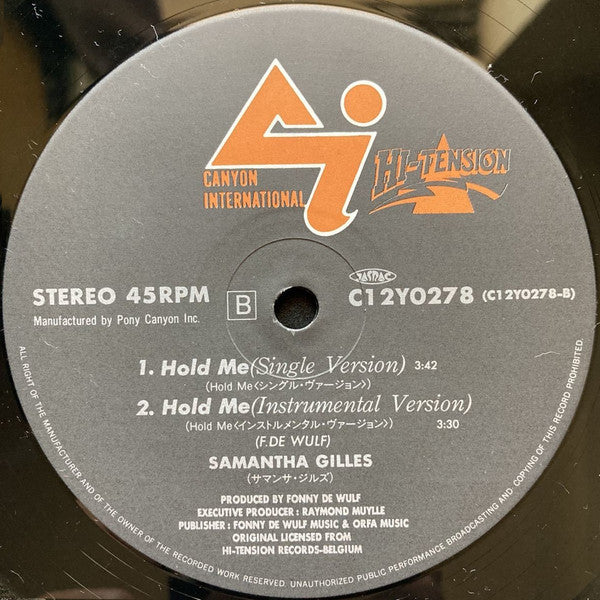 CANYON
INTERNATIONAL
HI-TENSION
STEREO 45RPM
B
JASRAC
C12Y0278 (C12Y0278-B)
Manufactured by Pony Canyon Inc.
1. Hold Me(Single Version) 3:42
(Hold Me〈シングル・ヴァージョン〉)
2. Hold Me(Instrumental Version)
(Hold Me〈インストルメンタル・ヴァージョン〉) 3:30
(F.DE WULF)
SAMANTHA GILLES
(サマンサ・ジルズ)
PRODUCED BY FONNY DE WULF
EXECUTIVE PRODUCER : RAYMOND MUYLLE
PUBLISHER : FONNY DE WULF MUSIC & ORFA MUSIC
ORIGINAL LICENSED FROM
HI-TENSION RECORDS-BELGIUM
ALL RIGHT OF THE MANUFACTURER AND OF THE OWNER OF THE RECORDED WORK RESERVED. UNAUTHORIZED PUBLIC PERFORMANCE BROADCASTING AND COPYING OF THIS RECORD PROHIBITED.